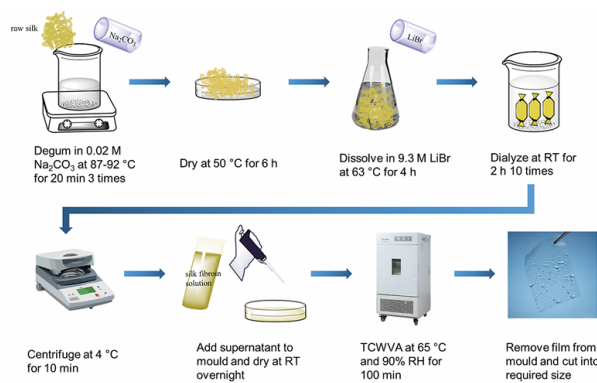 raw silk
Na₂CO₃
LiBr
Degum in 0.02 M
Na₂CO₃ at 87-92 °C
for 20 min 3 times
Dry at 50 °C for 6 h
Dissolve in 9.3 M LiBr
at 63 °C for 4 h
Dialyze at RT for
2 h 10 times
silk fibroin
solution
Centrifuge at 4 °C
for 10 min
Add supernatant to
mould and dry at RT
overnight
TCWVA at 65 °C
and 90% RH for
100 min
Remove film from
mould and cut into
required size